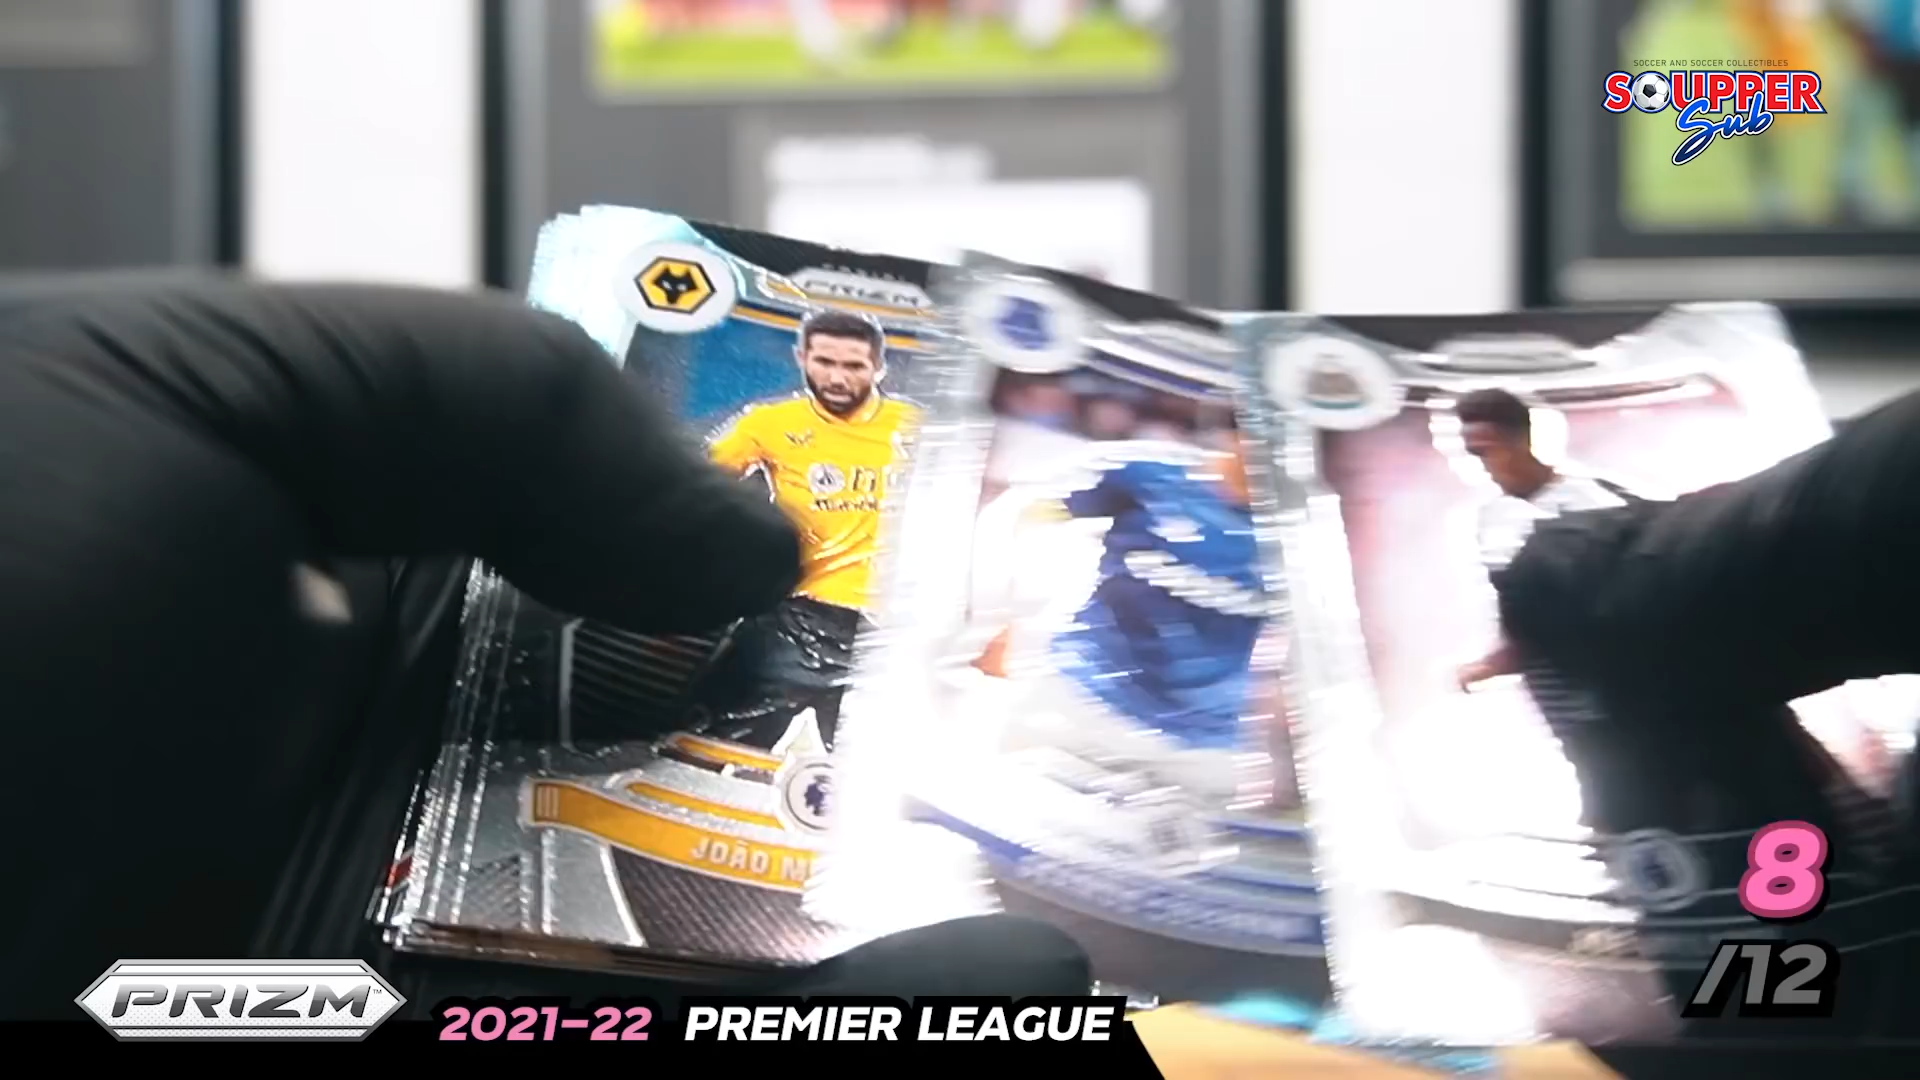 SOCCER AND SOCCER COLLECTIBLES
SOUPPER
Sub
PRIZM
JOÃO M
8
/12
PRIZM
2021-22 PREMIER LEAGUE